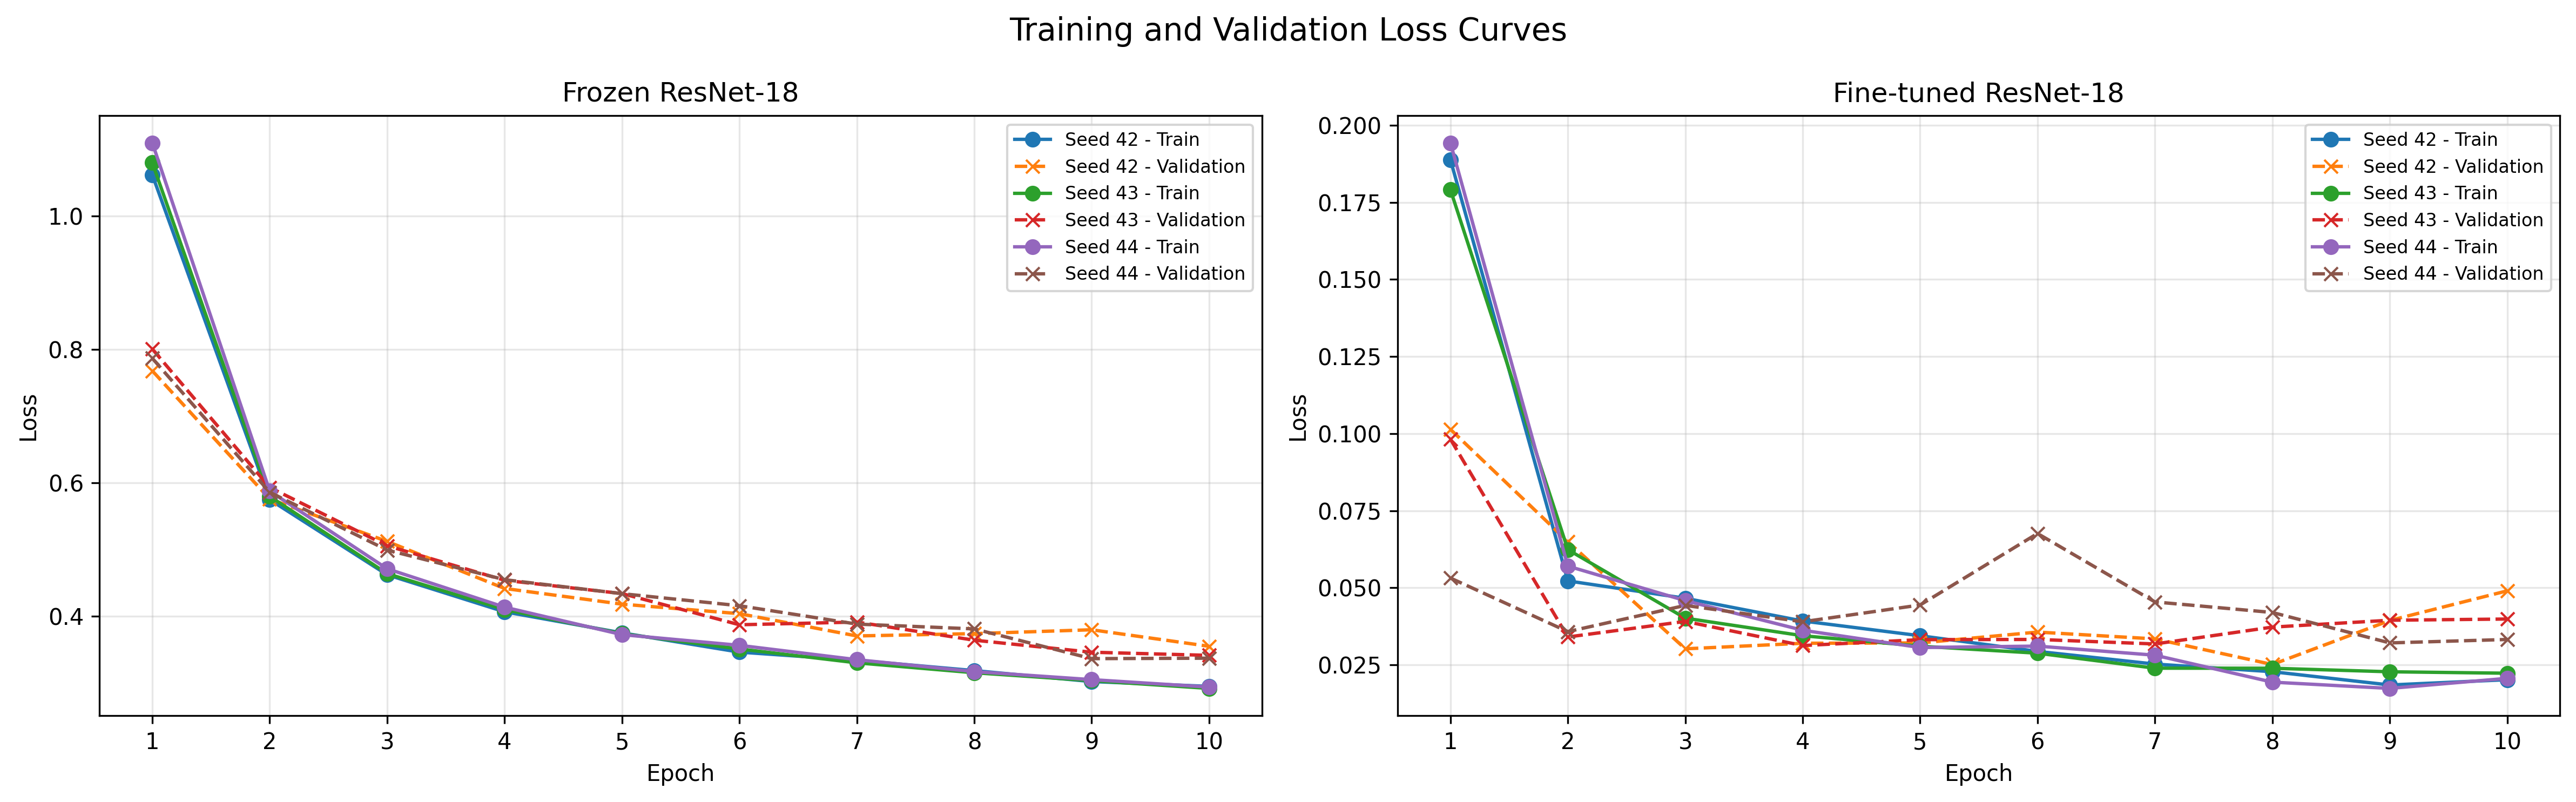 Training and Validation Loss Curves
Frozen ResNet-18
Seed 42 - Train
Seed 42 - Validation
Seed 43 - Train
Seed 43 - Validation
Seed 44 - Train
Seed 44 - Validation
1.0
0.8
0.6
0.4
Loss
1 2 3 4 5 6 7 8 9 10
Epoch
Fine-tuned ResNet-18
Seed 42 - Train
Seed 42 - Validation
Seed 43 - Train
Seed 43 - Validation
Seed 44 - Train
Seed 44 - Validation
0.200
0.175
0.150
0.125
0.100
0.075
0.050
0.025
Loss
1 2 3 4 5 6 7 8 9 10
Epoch